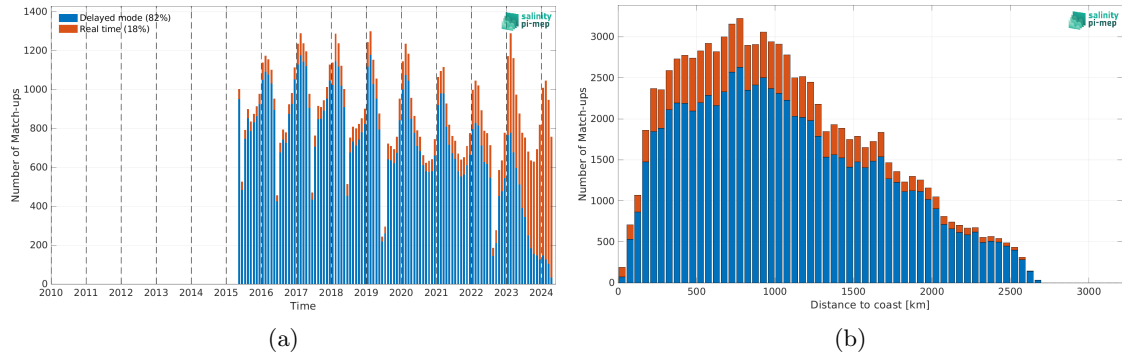 Delayed mode (82%)
Real time (18%)
salinity
pi-mep
Number of Match-ups
1400
1200
1000
800
600
400
200
0
2010 2011 2012 2013 2014 2015 2016 2017 2018 2019 2020 2021 2022 2023 2024
Time
(a)
salinity
pi-mep
Number of Match-ups
3000
2500
2000
1500
1000
500
0
0 500 1000 1500 2000 2500 3000
Distance to coast [km]
(b)